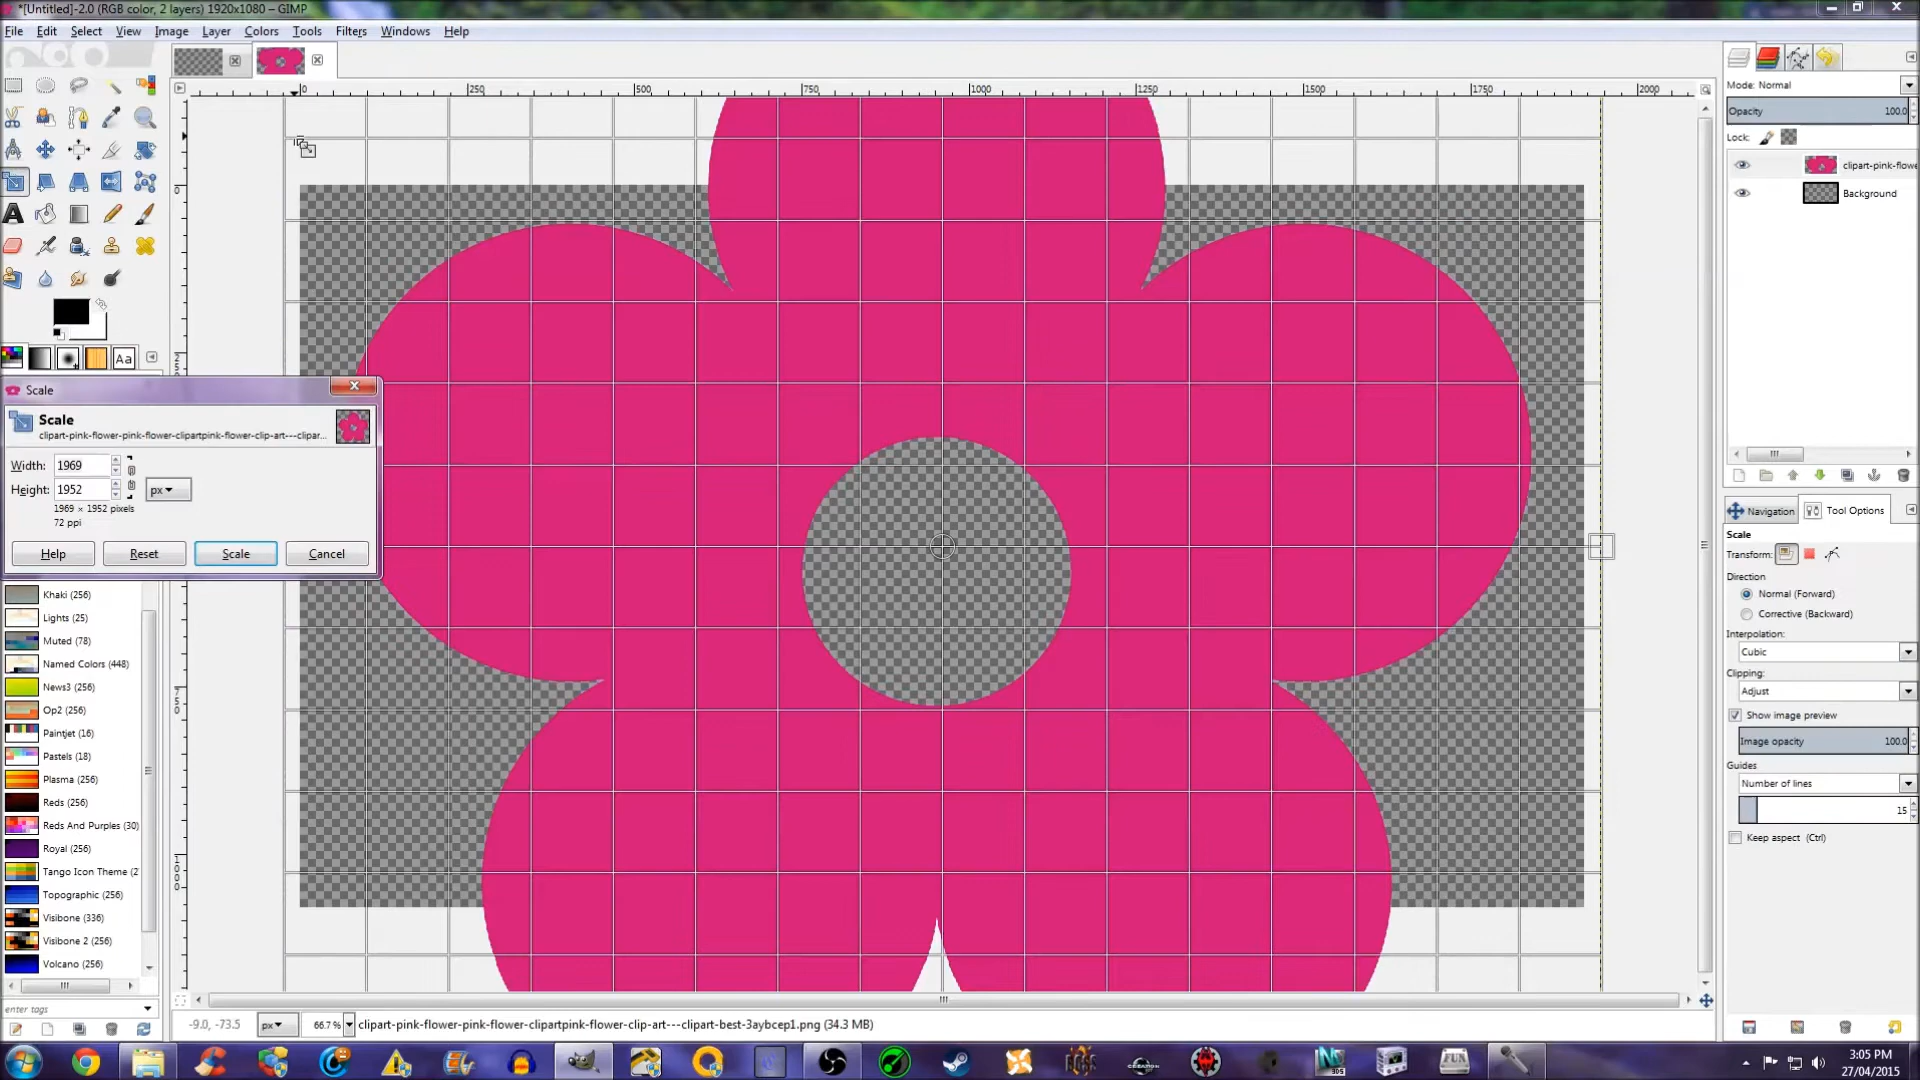 *[Untitled]-2.0 (RGB color, 2 layers) 1920x1080 – GIMP
File Edit Select View Image Layer Colors Tools Filters Windows Help
0 250 500 750 1000 1250 1500 1750 2000
Mode: Normal
Opacity 100.0
Lock:
clipart-pink-flowe
Background
Scale
Scale
clipart-pink-flower-pink-flower-clipartpink-flower-clip-art---clipar...
Width: 1969
Height: 1952 px
1969 × 1952 pixels
72 ppi
Help Reset Scale Cancel
Aa
Khaki (256)
Lights (25)
Muted (78)
Named Colors (448)
News3 (256)
Op2 (256)
Paintjet (16)
Pastels (18)
Plasma (256)
Reds (256)
Reds And Purples (30)
Royal (256)
Tango Icon Theme (2
Topographic (256)
Visibone (336)
Visibone 2 (256)
Volcano (256)
enter tags
Navigation Tool Options
Scale
Transform:
Direction
Normal (Forward)
Corrective (Backward)
Interpolation:
Cubic
Clipping:
Adjust
Show image preview
Image opacity 100.0
Guides
Number of lines
15
Keep aspect (Ctrl)
-9.0, -73.5 px 66.7 % clipart-pink-flower-pink-flower-clipartpink-flower-clip-art---clipart-best-3aybcep1.png (34.3 MB)
3:05 PM
27/04/2015